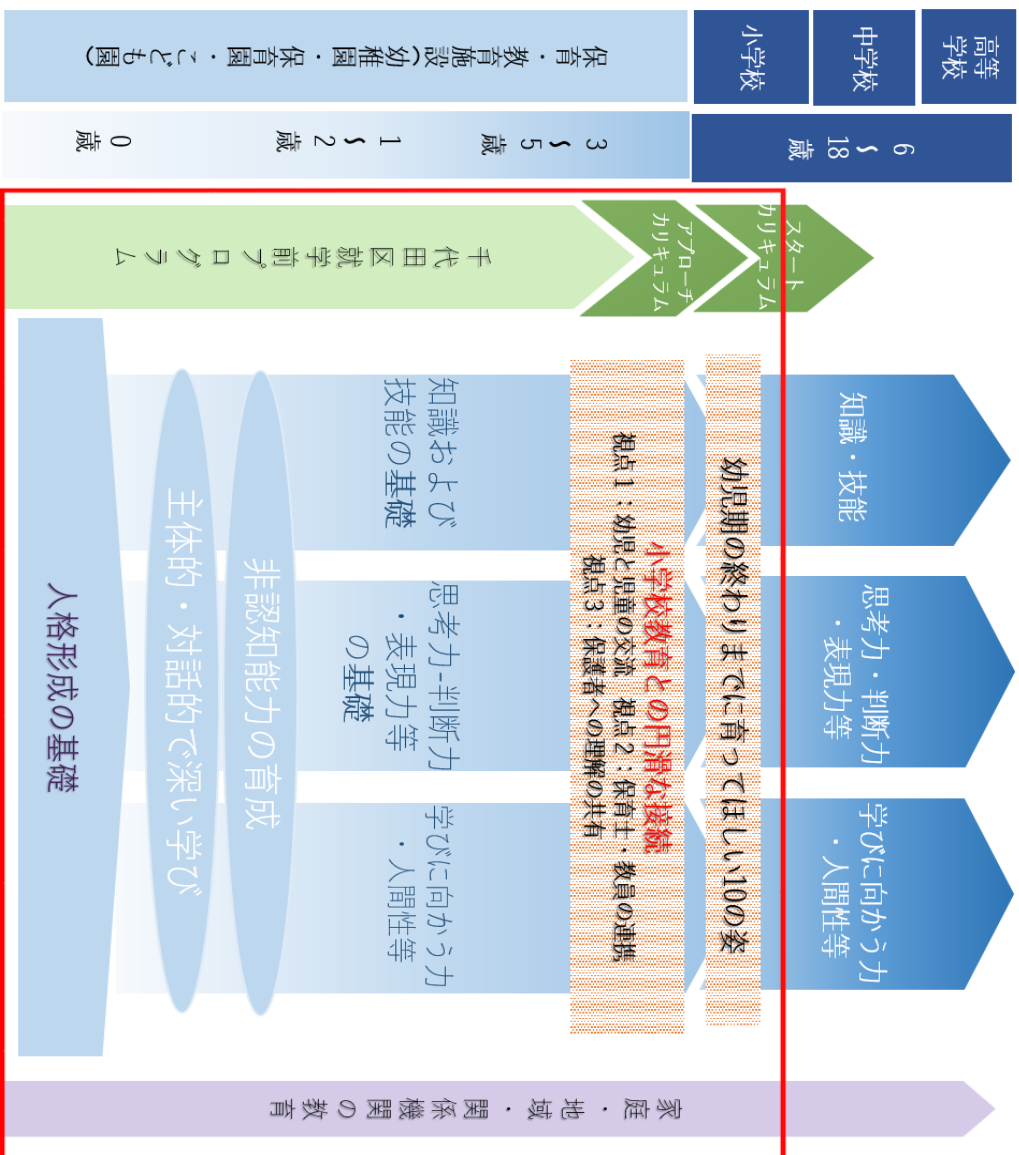 高等
学校
中学校
小学校
保育・教育施設(幼稚園・保育園・こども園)
6～18歳
3～5歳
1～2歳
0歳
スタート
カリキュラム
アプローチ
カリキュラム
千代田区就学前プログラム
知識・技能
思考力・判断力
・表現力等
学びに向かう力
・人間性等
幼児期の終わりまでに育ってほしい10の姿
小学校教育との円滑な接続
視点1：幼児と児童の交流　視点2：保育士・教員の連携
視点3：保護者への理解の共有
知識および
技能の基礎
思考力-判断力
・表現力等
の基礎
学びに向かう力
・人間性等
非認知能力の育成
主体的・対話的で深い学び
人格形成の基礎
家庭・地域・関係機関の教育